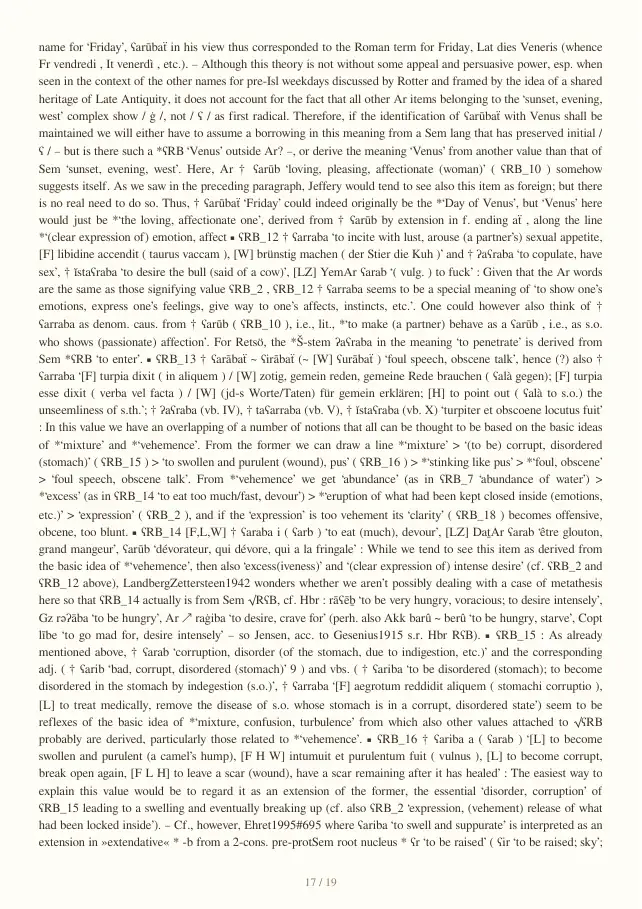 name for ‘Friday’, ʕarūbaẗ in his view thus corresponded to the Roman term for Friday, Lat dies Veneris (whence
Fr vendredi , It venerdì , etc.). – Although this theory is not without some appeal and persuasive power, esp. when
seen in the context of the other names for pre-Isl weekdays discussed by Rotter and framed by the idea of a shared
heritage of Late Antiquity, it does not account for the fact that all other Ar items belonging to the ‘sunset, evening,
west’ complex show / ġ /, not / ʕ / as first radical. Therefore, if the identification of ʕarūbaẗ with Venus shall be
maintained we will either have to assume a borrowing in this meaning from a Sem lang that has preserved initial /
ʕ / – but is there such a *ʕRB ‘Venus’ outside Ar? –, or derive the meaning ‘Venus’ from another value than that of
Sem ‘sunset, evening, west’. Here, Ar † ʕarūb ‘loving, pleasing, affectionate (woman)’ ( ʕRB_10 ) somehow
suggests itself. As we saw in the preceding paragraph, Jeffery would tend to see also this item as foreign; but there
is no real need to do so. Thus, † ʕarūbaẗ ‘Friday’ could indeed originally be the *‘Day of Venus’, but ‘Venus’ here
would just be *‘the loving, affectionate one’, derived from † ʕarūb by extension in f. ending aẗ , along the line
*‘(clear expression of) emotion, affect ▪ ʕRB_12 † ʕarraba ‘to incite with lust, arouse (a partner’s) sexual appetite,
[F] libidine accendit ( taurus vaccam ), [W] brünstig machen ( der Stier die Kuh )’ and † ʔaʕraba ‘to copulate, have
sex’, † ĭstaʕraba ‘to desire the bull (said of a cow)’, [LZ] YemAr ʕarab ‘( vulg. ) to fuck’ : Given that the Ar words
are the same as those signifying value ʕRB_2 , ʕRB_12 † ʕarraba seems to be a special meaning of ‘to show one’s
emotions, express one’s feelings, give way to one’s affects, instincts, etc.’. One could however also think of †
ʕarraba as denom. caus. from † ʕarūb ( ʕRB_10 ), i.e., lit., *‘to make (a partner) behave as a ʕarūb , i.e., as s.o.
who shows (passionate) affection’. For Retsö, the *Š-stem ʔaʕraba in the meaning ‘to penetrate’ is derived from
Sem *ʕRB ‘to enter’. ▪ ʕRB_13 † ʕarābaẗ ~ ʕirābaẗ (~ [W] ʕurābaẗ ) ‘foul speech, obscene talk’, hence (?) also †
ʕarraba ‘[F] turpia dixit ( in aliquem ) / [W] zotig, gemein reden, gemeine Rede brauchen ( ʕalà gegen); [F] turpia
esse dixit ( verba vel facta ) / [W] (jd-s Worte/Taten) für gemein erklären; [H] to point out ( ʕalà to s.o.) the
unseemliness of s.th.’; † ʔaʕraba (vb. IV), † taʕarraba (vb. V), † ĭstaʕraba (vb. X) ‘turpiter et obscoene locutus fuit’
: In this value we have an overlapping of a number of notions that all can be thought to be based on the basic ideas
of *‘mixture’ and *‘vehemence’. From the former we can draw a line *‘mixture’ > ‘(to be) corrupt, disordered
(stomach)’ ( ʕRB_15 ) > ‘to swollen and purulent (wound), pus’ ( ʕRB_16 ) > *‘stinking like pus’ > *‘foul, obscene’
> ‘foul speech, obscene talk’. From *‘vehemence’ we get ‘abundance’ (as in ʕRB_7 ‘abundance of water’) >
*‘excess’ (as in ʕRB_14 ‘to eat too much/fast, devour’) > *‘eruption of what had been kept closed inside (emotions,
etc.)’ > ‘expression’ ( ʕRB_2 ), and if the ‘expression’ is too vehement its ‘clarity’ ( ʕRB_18 ) becomes offensive,
obcene, too blunt. ▪ ʕRB_14 [F,L,W] † ʕaraba i ( ʕarb ) ‘to eat (much), devour’, [LZ] DaṯAr ʕarab ‘être glouton,
grand mangeur’, ʕarūb ‘dévorateur, qui dévore, qui a la fringale’ : While we tend to see this item as derived from
the basic idea of *‘vehemence’, then also ‘excess(iveness)’ and ‘(clear expression of) intense desire’ (cf. ʕRB_2 and
ʕRB_12 above), LandbergZettersteen1942 wonders whether we aren’t possibly dealing with a case of metathesis
here so that ʕRB_14 actually is from Sem √RʕB, cf. Hbr : rāʕēḇ ‘to be very hungry, voracious; to desire intensely’,
Gz rəʔāba ‘to be hungry’, Ar ↗ raġiba ‘to desire, crave for’ (perh. also Akk barû ~ berû ‘to be hungry, starve’, Copt
lībe ‘to go mad for, desire intensely’ – so Jensen, acc. to Gesenius1915 s.r. Hbr RʕB). ▪ ʕRB_15 : As already
mentioned above, † ʕarab ‘corruption, disorder (of the stomach, due to indigestion, etc.)’ and the corresponding
adj. ( † ʕarib ‘bad, corrupt, disordered (stomach)’ 9 ) and vbs. ( † ʕariba ‘to be disordered (stomach); to become
disordered in the stomach by indegestion (s.o.)’, † ʕarraba ‘[F] aegrotum reddidit aliquem ( stomachi corruptio ),
[L] to treat medically, remove the disease of s.o. whose stomach is in a corrupt, disordered state’) seem to be
reflexes of the basic idea of *‘mixture, confusion, turbulence’ from which also other values attached to √ʕRB
probably are derived, particularly those related to *‘vehemence’. ▪ ʕRB_16 † ʕariba a ( ʕarab ) ‘[L] to become
swollen and purulent (a camel’s hump), [F H W] intumuit et purulentum fuit ( vulnus ), [L] to become corrupt,
break open again, [F L H] to leave a scar (wound), have a scar remaining after it has healed’ : The easiest way to
explain this value would be to regard it as an extension of the former, the essential ‘disorder, corruption’ of
ʕRB_15 leading to a swelling and eventually breaking up (cf. also ʕRB_2 ‘expression, (vehement) release of what
had been locked inside’). – Cf., however, Ehret1995#695 where ʕariba ‘to swell and suppurate’ is interpreted as an
extension in »extendative« * -b from a 2-cons. pre-protSem root nucleus * ʕr ‘to be raised’ ( ʕir ‘to be raised; sky’;
17 / 19